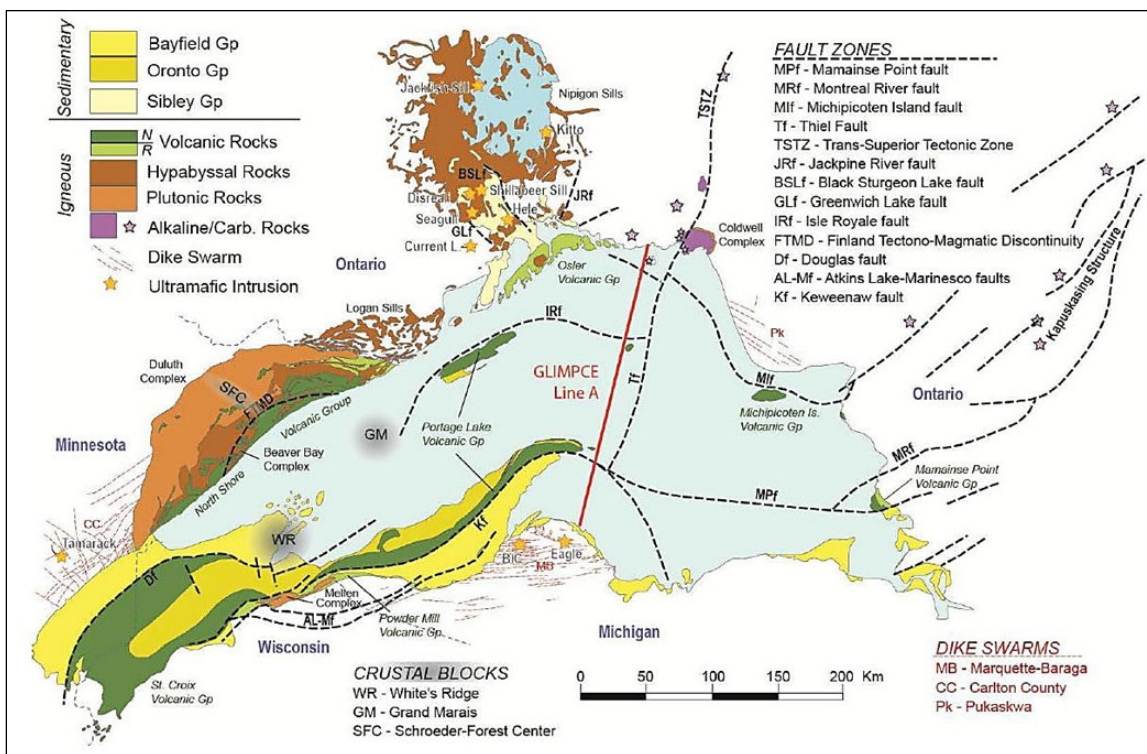 Sedimentary
Bayfield Gp
Oronto Gp
Sibley Gp
Igneous
N
R
Volcanic Rocks
Hypabyssal Rocks
Plutonic Rocks
Alkaline/Carb. Rocks
Dike Swarm
Ultramafic Intrusion
FAULT ZONES
MPf - Mamainse Point fault
MRf - Montreal River fault
MIf - Michipicoten Island fault
Tf - Thiel Fault
TSTZ - Trans-Superior Tectonic Zone
JRf - Jackpine River fault
BSLf - Black Sturgeon Lake fault
GLf - Greenwich Lake fault
IRf - Isle Royale fault
FTMD - Finland Tectono-Magmatic Discontinuity
Df - Douglas fault
AL-Mf - Atkins Lake-Marinesco faults
Kf - Keweenaw fault
Jackfish Sill
Nipigon Sills
Kitto
TSTZ
BSLf
Shillabeer Sill
Disraeli
Hele
JRf
Seagull
GLf
Current L.
Coldwell
Complex
Ontario
Osler
Volcanic Gp
Logan Sills
IRf
Pk
Kapuskasing Structure
Duluth
Complex
SFC
FTMD
GLIMPCE
Line A
Tf
MIf
Ontario
Volcanic Group
Minnesota
GM
Portage Lake
Volcanic Gp
Michipicoten Is.
Volcanic Gp
Beaver Bay
Complex
MRf
North Shore
Mamainse Point
Volcanic Gp
MPf
CC
Tamarack
WR
Kf
BIC
Eagle
MB
Df
Mellen
Complex
AL-Mf
Powder Mill
Volcanic Gp.
Wisconsin
Michigan
St. Croix
Volcanic Gp
CRUSTAL BLOCKS
WR - White's Ridge
GM - Grand Marais
SFC - Schroeder-Forest Center
0 50 100 150 200 Km
DIKE SWARMS
MB - Marquette-Baraga
CC - Carlton County
Pk - Pukaskwa